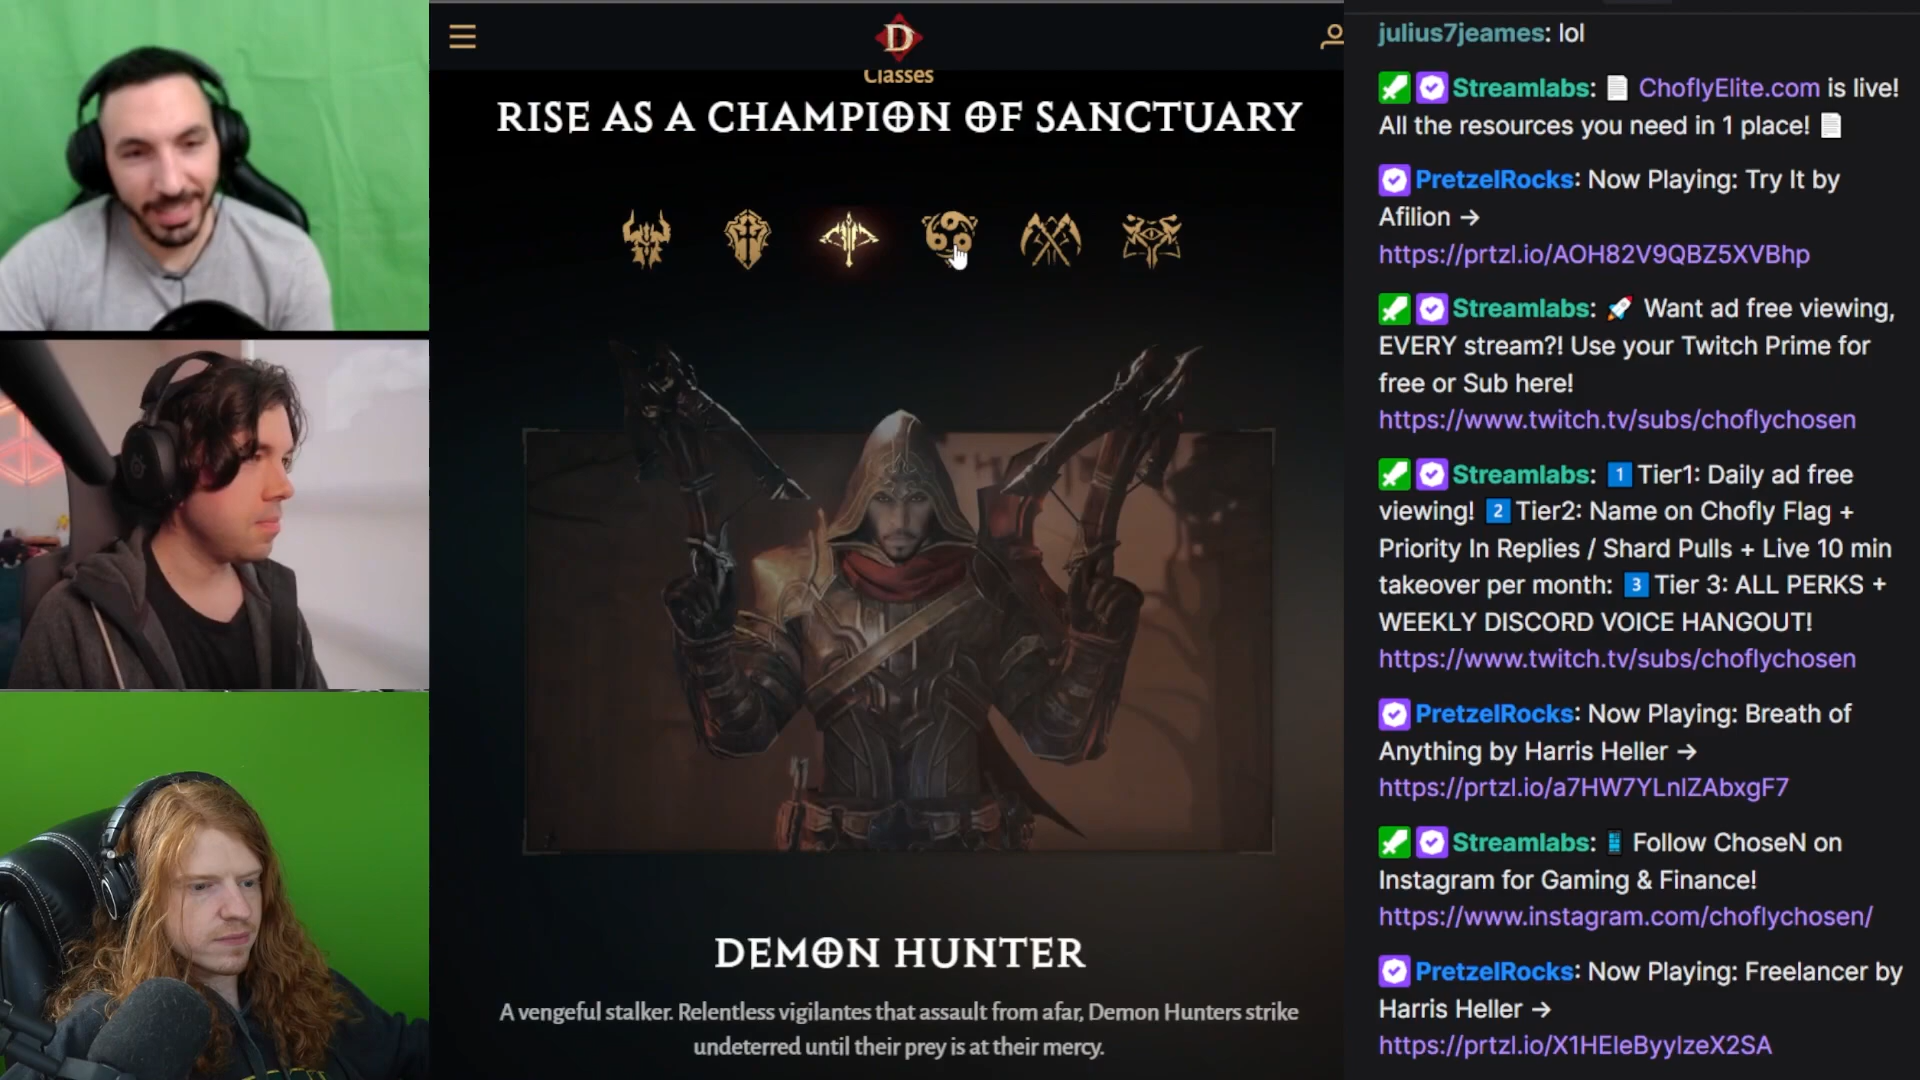 D
Classes
RISE AS A CHAMPION OF SANCTUARY
DEMON HUNTER
A vengeful stalker. Relentless vigilantes that assault from afar, Demon Hunters strike
undeterred until their prey is at their mercy.
julius7jeames: lol
Streamlabs: 📄 ChoflyElite.com is live!
All the resources you need in 1 place! 📄
PretzelRocks: Now Playing: Try It by
Afilion →
https://prtzl.io/AOH82V9QBZ5XVBhp
Streamlabs: 🚀 Want ad free viewing,
EVERY stream?! Use your Twitch Prime for
free or Sub here!
https://www.twitch.tv/subs/choflychosen
Streamlabs: 1️⃣ Tier1: Daily ad free
viewing! 2️⃣ Tier2: Name on Chofly Flag +
Priority In Replies / Shard Pulls + Live 10 min
takeover per month: 3️⃣ Tier 3: ALL PERKS +
WEEKLY DISCORD VOICE HANGOUT!
https://www.twitch.tv/subs/choflychosen
PretzelRocks: Now Playing: Breath of
Anything by Harris Heller →
https://prtzl.io/a7HW7YLnlZAbxgF7
Streamlabs: 📱 Follow ChoseN on
Instagram for Gaming & Finance!
https://www.instagram.com/choflychosen/
PretzelRocks: Now Playing: Freelancer by
Harris Heller →
https://prtzl.io/X1HEleByylzeX2SA